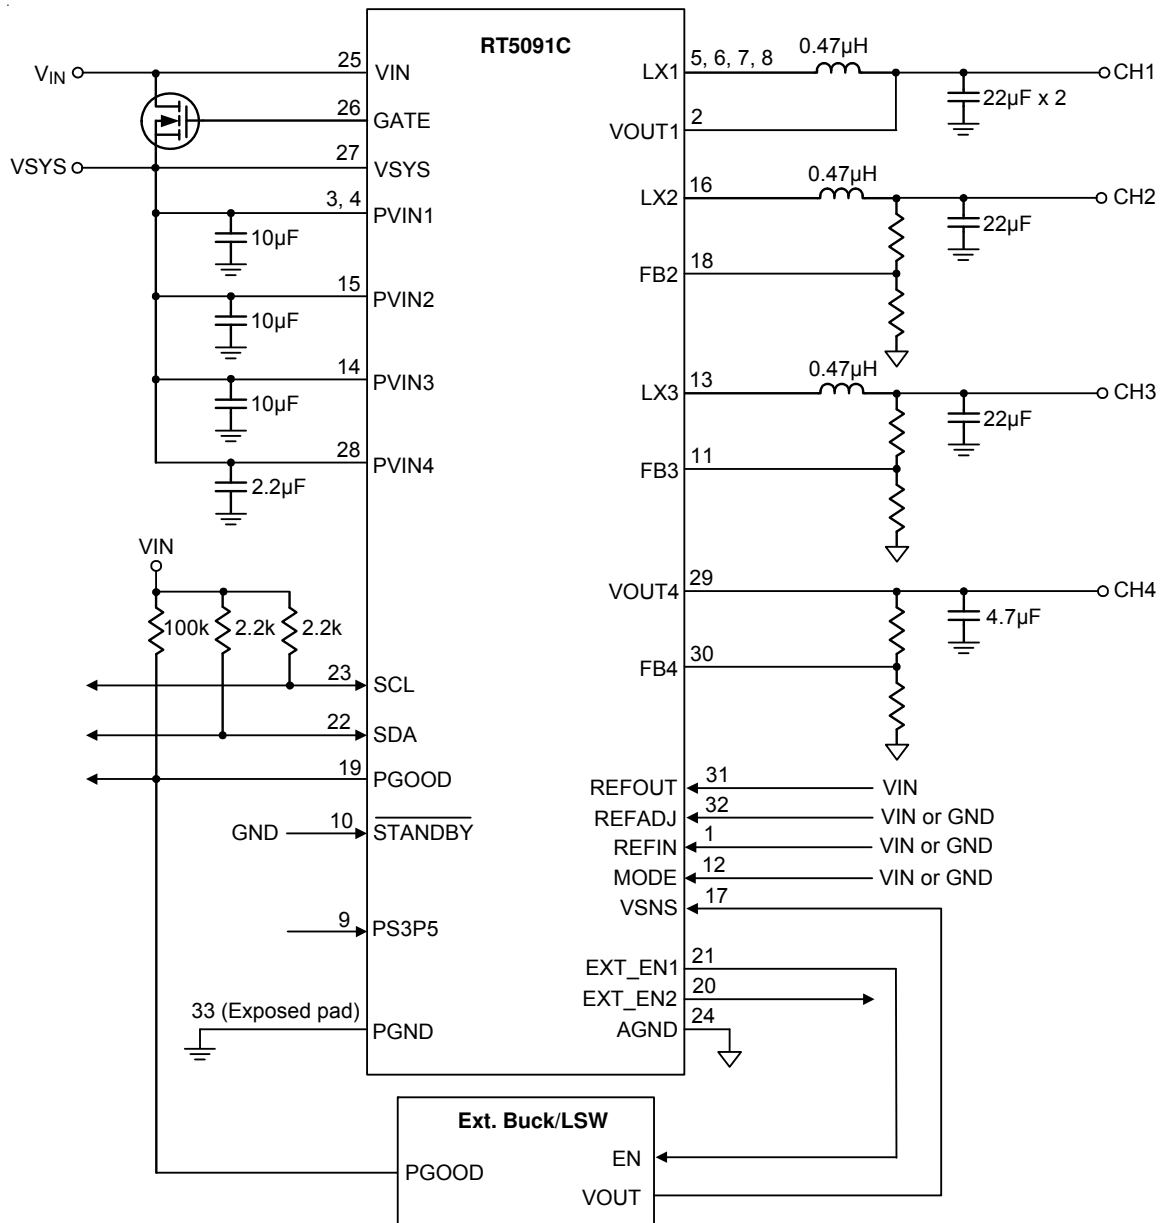 RT5091C
VIN
25
VIN
26
GATE
VSYS
27
VSYS
3, 4
PVIN1
10µF
15
PVIN2
10µF
14
PVIN3
10µF
28
PVIN4
2.2µF
VIN
100k
2.2k
2.2k
23
SCL
22
SDA
19
PGOOD
GND
10
STANDBY
9
PS3P5
33 (Exposed pad)
PGND
LX1
5, 6, 7, 8
0.47µH
CH1
22µF x 2
VOUT1
2
LX2
16
0.47µH
CH2
22µF
FB2
18
LX3
13
0.47µH
CH3
22µF
FB3
11
VOUT4
29
CH4
4.7µF
FB4
30
REFOUT
31
VIN
REFADJ
32
VIN or GND
REFIN
1
VIN or GND
MODE
12
VIN or GND
VSNS
17
EXT_EN1
21
EXT_EN2
20
AGND
24
Ext. Buck/LSW
PGOOD
EN
VOUT